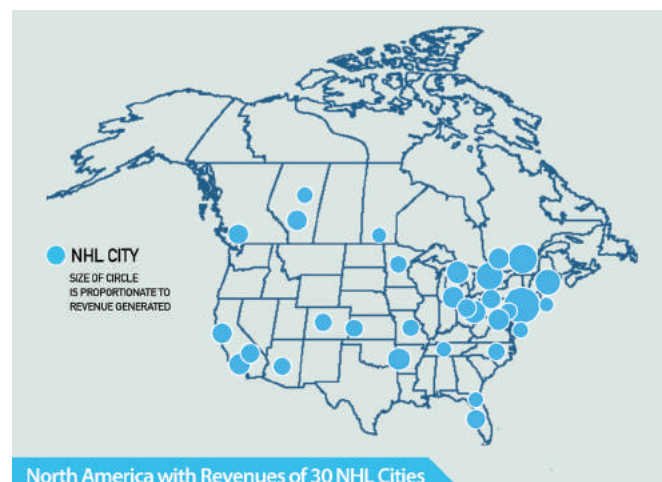 NHL CITY
SIZE OF CIRCLE
IS PROPORTIONATE TO
REVENUE GENERATED
North America with Revenues of 30 NHL Cities